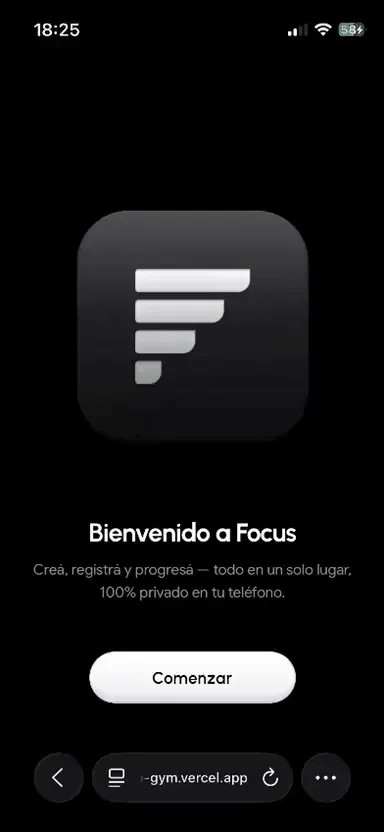 18:25
58
Bienvenido a Focus
Creá, registrá y progresá — todo en un solo lugar,
100% privado en tu teléfono.
Comenzar
-gym.vercel.app